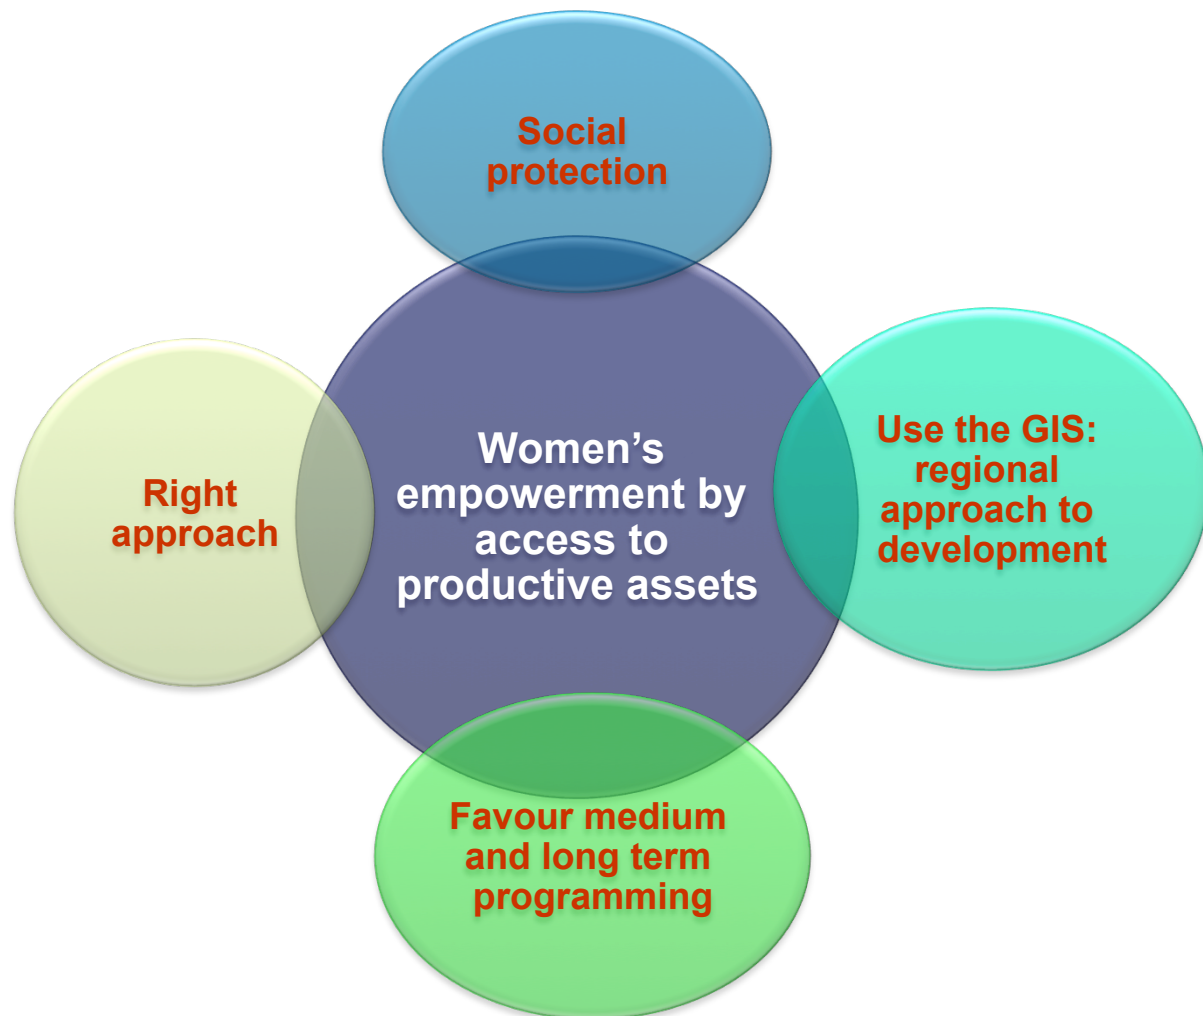 Social
protection
Women’s
empowerment by
access to
productive assets
Use the GIS:
regional
approach to
development
Right
approach
Favour medium
and long term
programming